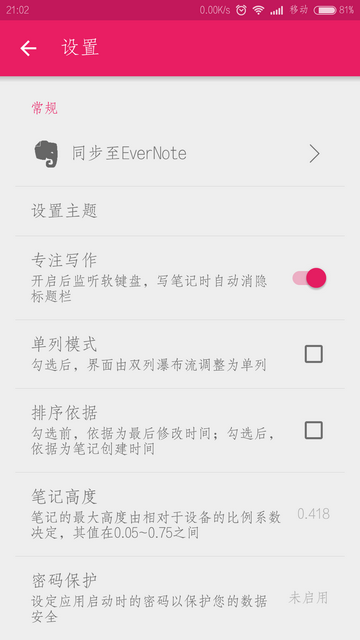 21:02 0.00K/s 移动 81%
设置
常规
同步至EverNote
设置主题
专注写作
开启后监听软键盘，写笔记时自动消隐
标题栏
单列模式
勾选后，界面由双列瀑布流调整为单列
排序依据
勾选前，依据为最后修改时间；勾选后，
依据为笔记创建时间
笔记高度
笔记的最大高度由相对于设备的比例系数
决定，其值在0.05~0.75之间
0.418
密码保护
设定应用启动时的密码以保护您的数据
安全
未启用